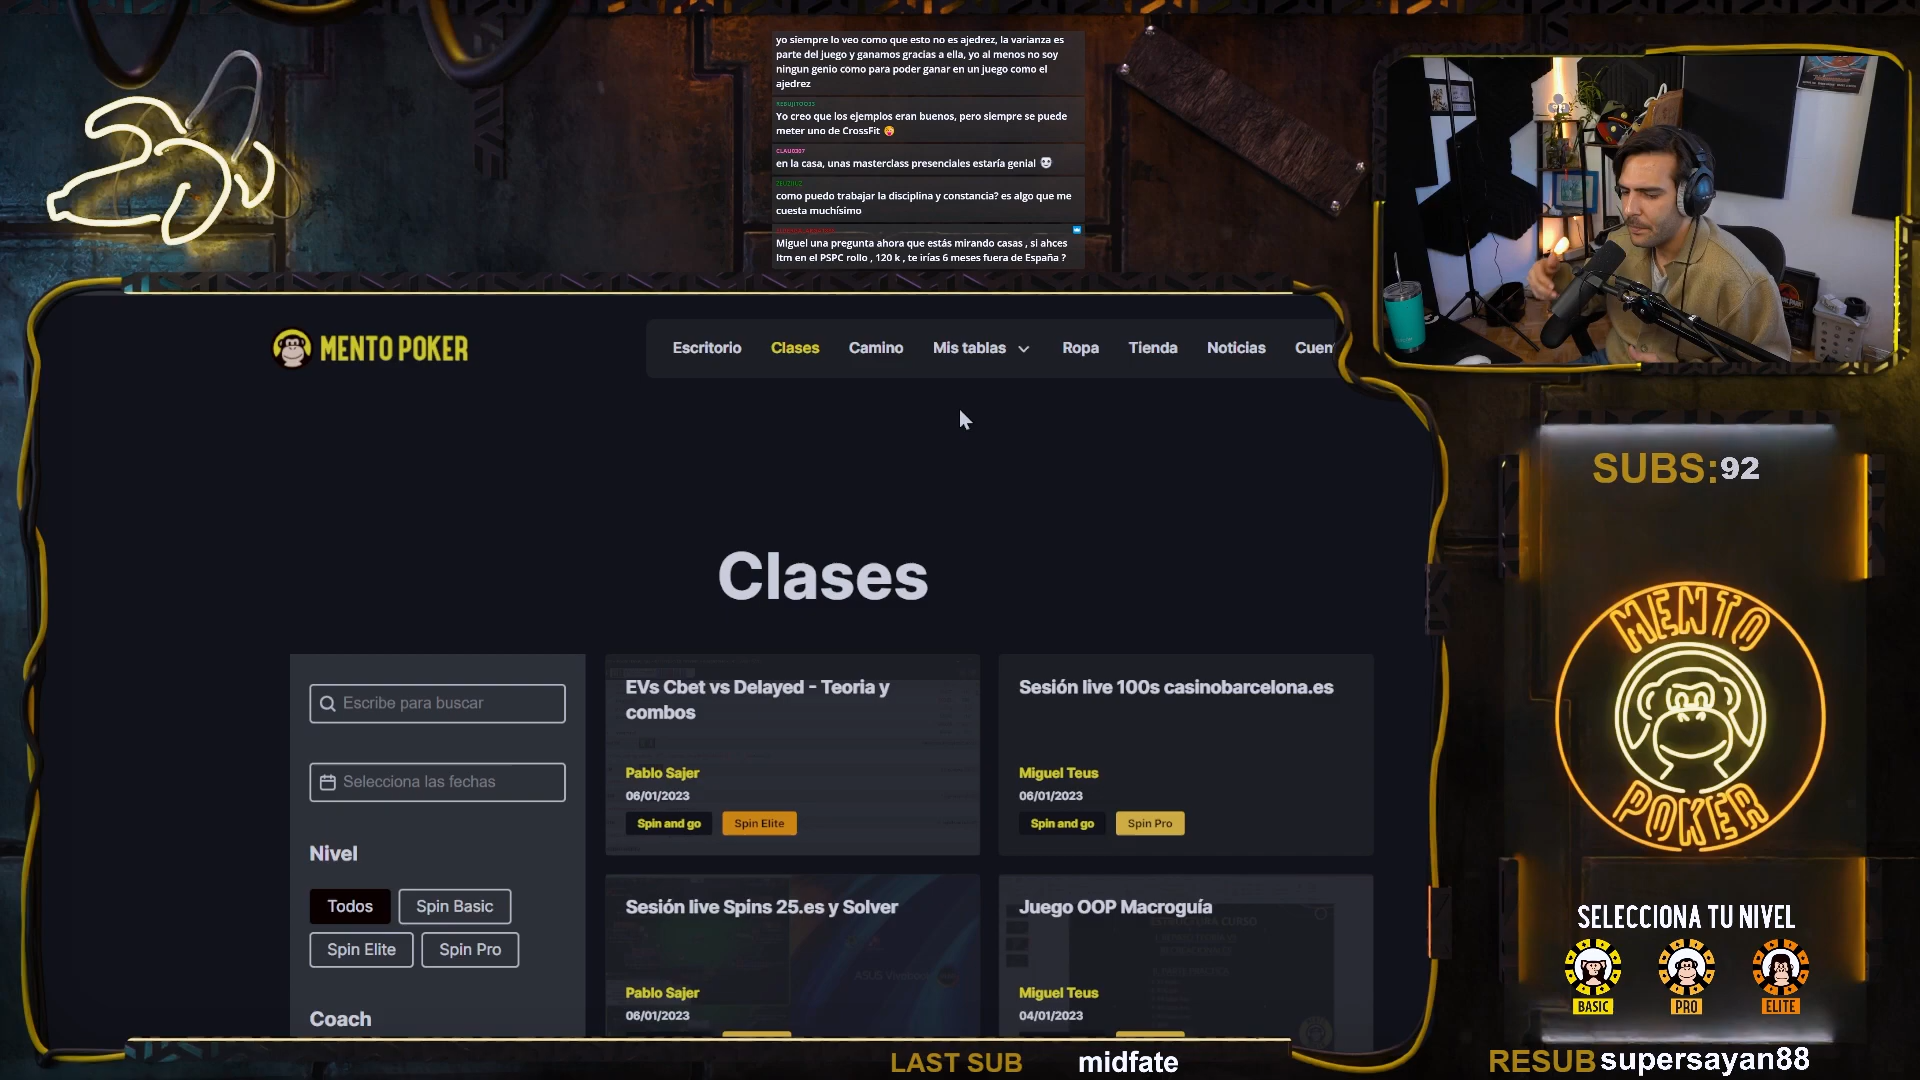 yo siempre lo veo como que esto no es ajedrez, la varianza es
parte del juego y ganamos gracias a ella, yo al menos no soy
ningun genio como para poder ganar en un juego como el
ajedrez
Yo creo que los ejemplos eran buenos, pero siempre se puede
meter uno de CrossFit
CLAU0307
en la casa, unas masterclass presenciales estaría genial
como puedo trabajar la disciplina y constancia? es algo que me
cuesta muchísimo
Miguel una pregunta ahora que estás mirando casas , si ahces
ltm en el PSPC rollo , 120 k , te irías 6 meses fuera de España ?
MENTO POKER
Escritorio
Clases
Camino
Mis tablas
Ropa
Tienda
Noticias
Cuen
Clases
Escribe para buscar
Selecciona las fechas
Nivel
Todos
Spin Basic
Spin Elite
Spin Pro
Coach
EVs Cbet vs Delayed - Teoria y
combos
Pablo Sajer
06/01/2023
Spin and go
Spin Elite
Sesión live 100s casinobarcelona.es
Miguel Teus
06/01/2023
Spin and go
Spin Pro
Sesión live Spins 25.es y Solver
Pablo Sajer
06/01/2023
Juego OOP Macroguía
Miguel Teus
04/01/2023
SUBS:92
MENTO
POKER
SELECCIONA TU NIVEL
BASIC
PRO
ELITE
LAST SUB midfate
RESUB supersayan88